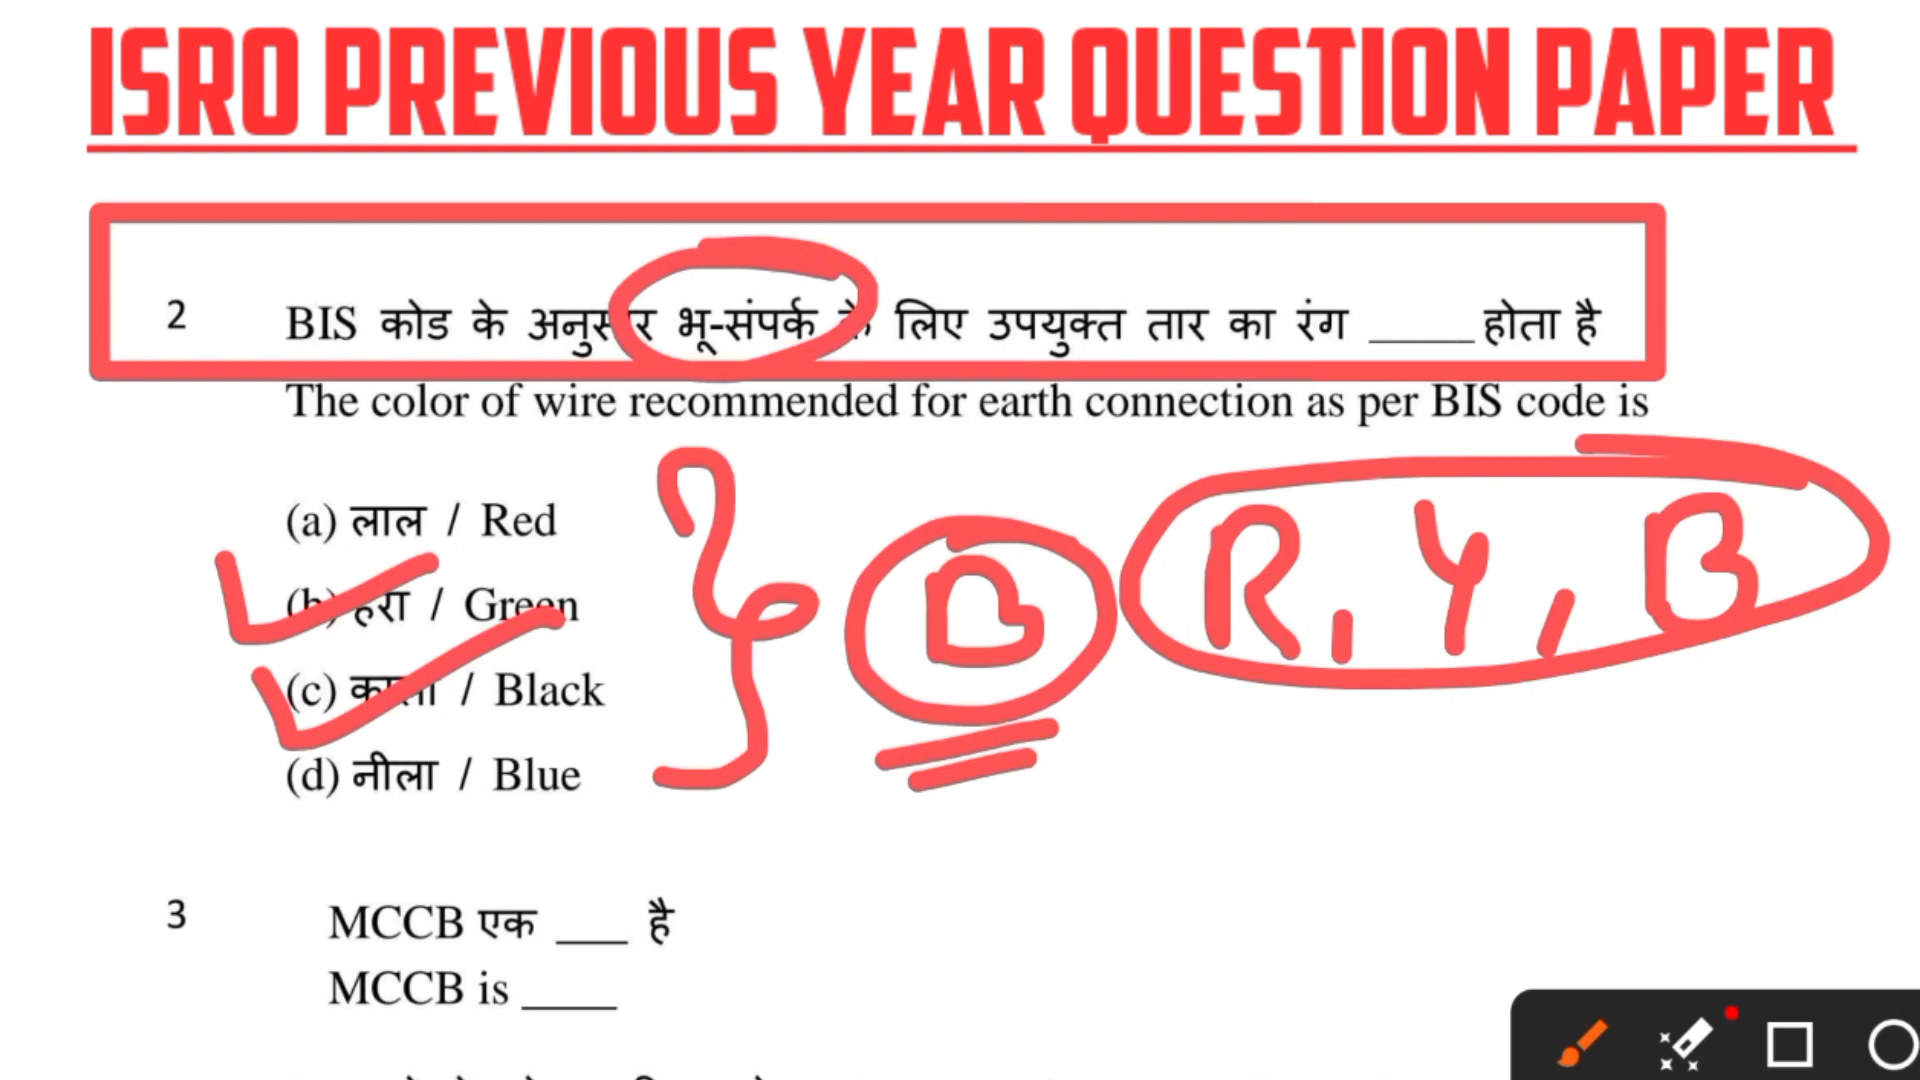 ISRO PREVIOUS YEAR QUESTION PAPER
2 BIS कोड के अनुसार भू-संपर्क के लिए उपयुक्त तार का रंग _____ होता है
The color of wire recommended for earth connection as per BIS code is
(a) लाल / Red
(b) हरा / Green
(c) काला / Black
(d) नीला / Blue
B
R, Y, B
3 MCCB एक ___ है
MCCB is ____